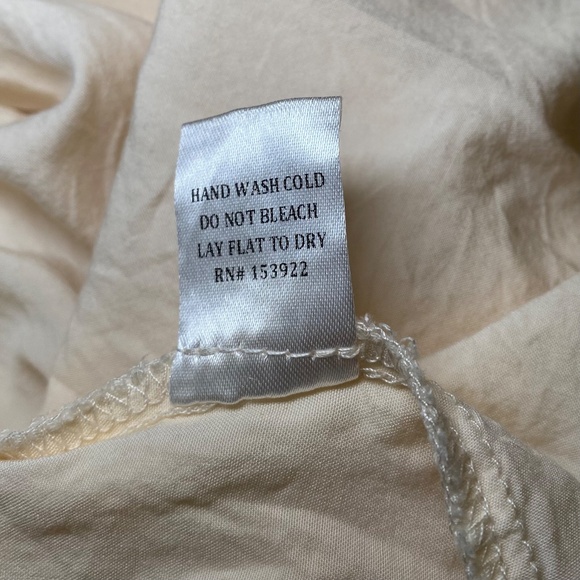 HAND WASH COLD
DO NOT BLEACH
LAY FLAT TO DRY
RN# 153922